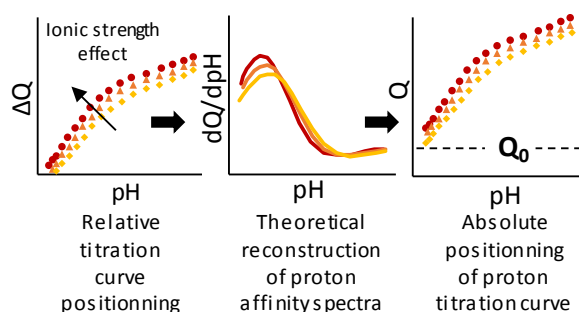 Ionic strength
effect
ΔQ
pH
Relative
titration
curve
positionning
dQ/dpH
pH
Theoretical
reconstruction
of proton
affinity spectra
Q
Q0
pH
Absolute
positionning
of proton
titration curve